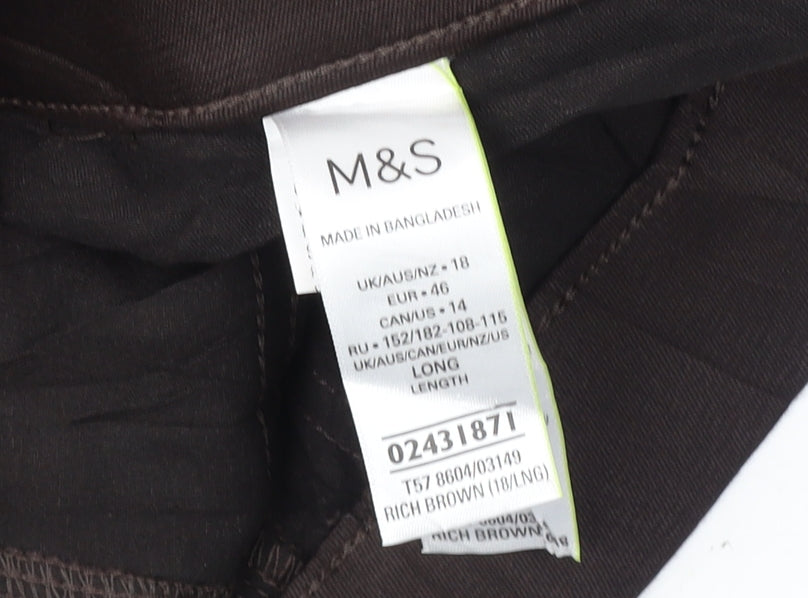 M&S
MADE IN BANGLADESH
UK/AUS/NZ • 18
EUR • 46
CAN/US • 14
RU • 152/182-108-115
UK/AUS/CAN/EUR/NZ/US
LONG
LENGTH
02431871
T57 8604/03149
RICH BROWN (18/LNG)
RICH BROWN